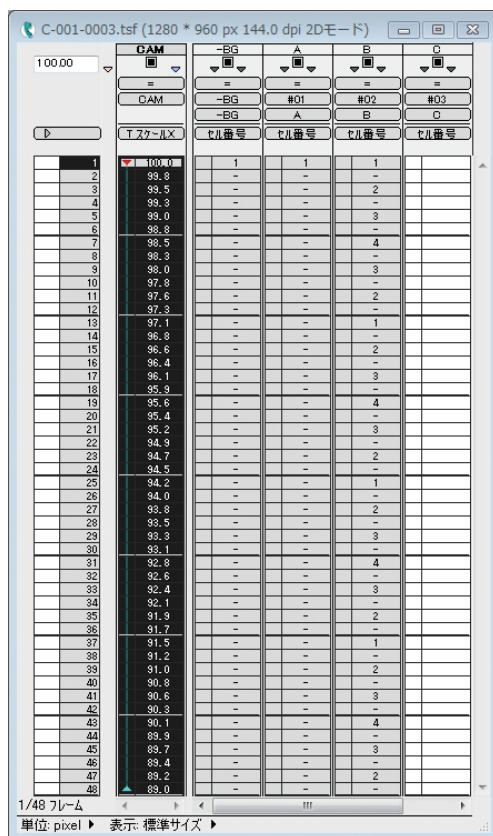 C-001-0003.tsf (1280 * 960 px 144.0 dpi 2Dモード)
CAM -BG A B C
100.00
= = = = =
CAM -BG #01 #02 #03
-BG A B C
Tスケールx セル番号 セル番号 セル番号 セル番号
1 100.0 1 1 1
2 99.8 - - -
3 99.5 - - 2
4 99.3 - - -
5 99.0 - - 3
6 98.8 - - -
7 98.5 - - 4
8 98.3 - - -
9 98.0 - - 3
10 97.8 - - -
11 97.6 - - 2
12 97.3 - - -
13 97.1 - - 1
14 96.8 - - -
15 96.6 - - 2
16 96.4 - - -
17 96.1 - - 3
18 95.9 - - -
19 95.6 - - 4
20 95.4 - - -
21 95.2 - - 3
22 94.9 - - -
23 94.7 - - 2
24 94.5 - - -
25 94.2 - - 1
26 94.0 - - -
27 93.8 - - 2
28 93.5 - - -
29 93.3 - - 3
30 93.1 - - -
31 92.8 - - 4
32 92.6 - - -
33 92.4 - - 3
34 92.1 - - -
35 91.9 - - 2
36 91.7 - - -
37 91.5 - - 1
38 91.2 - - -
39 91.0 - - 2
40 90.8 - - -
41 90.6 - - 3
42 90.3 - - -
43 90.1 - - 4
44 89.9 - - -
45 89.7 - - 3
46 89.4 - - -
47 89.2 - - 2
48 89.0 - - -
1/48 フレーム
単位: pixel 表示: 標準サイズ